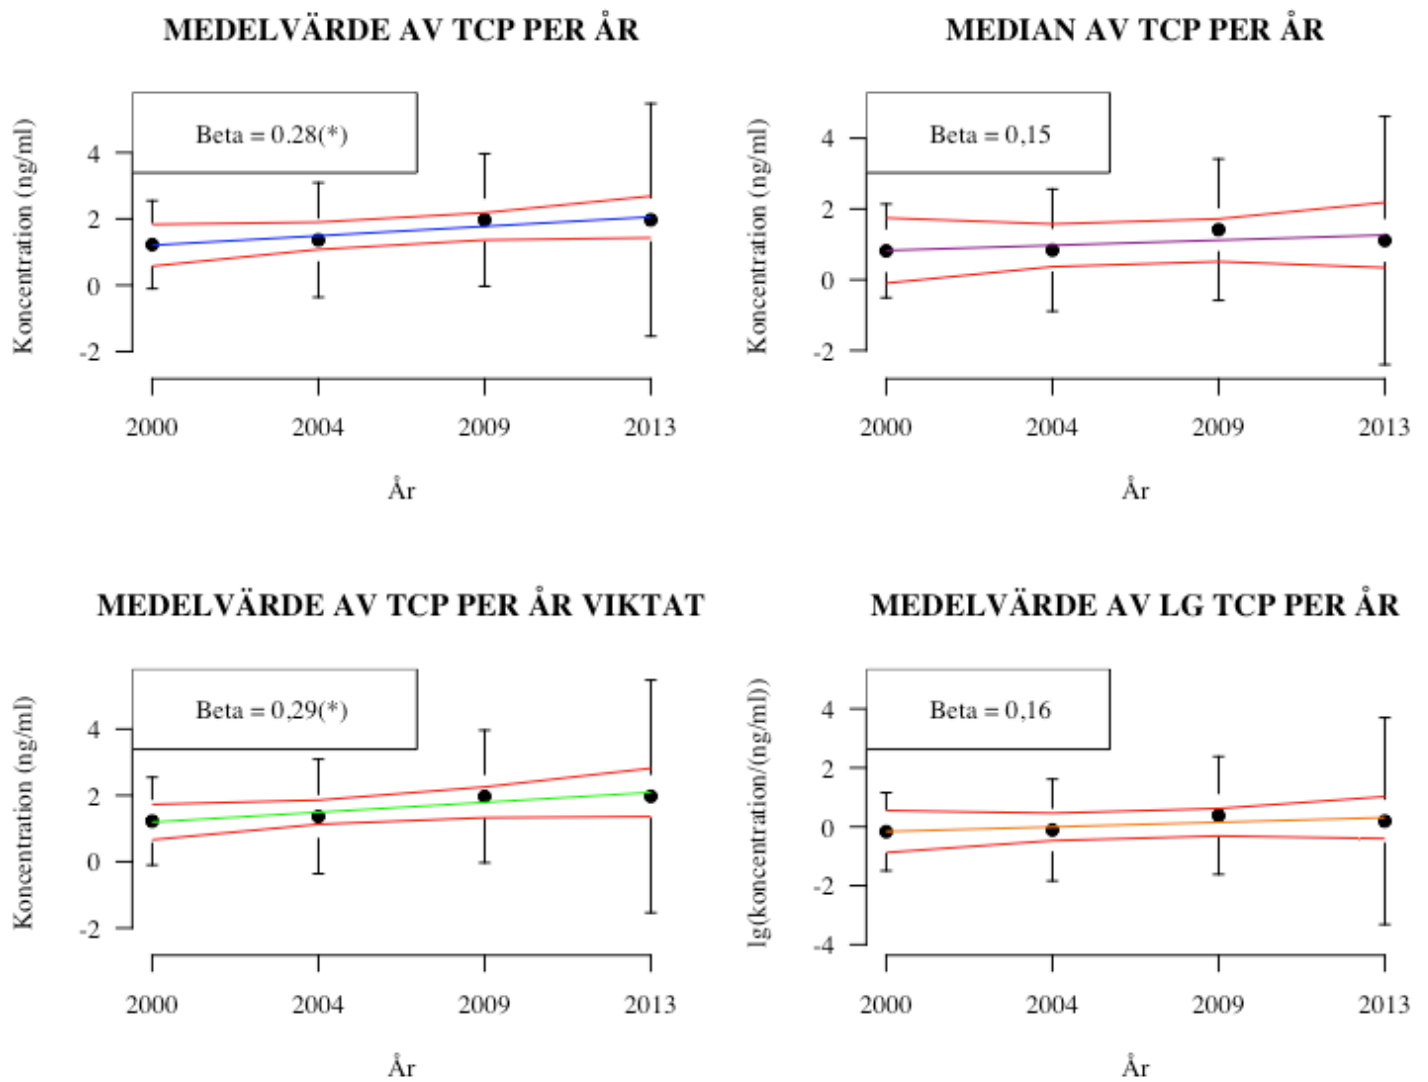 MEDELVÄRDE AV TCP PER ÅR
Beta = 0.28(*)
Koncentration (ng/ml)
4
2
0
-2
2000 2004 2009 2013
År
MEDIAN AV TCP PER ÅR
Beta = 0,15
Koncentration (ng/ml)
4
2
0
-2
2000 2004 2009 2013
År
MEDELVÄRDE AV TCP PER ÅR VIKTAT
Beta = 0,29(*)
Koncentration (ng/ml)
4
2
0
-2
2000 2004 2009 2013
År
MEDELVÄRDE AV LG TCP PER ÅR
Beta = 0,16
lg(koncentration/(ng/ml))
4
2
0
-2
-4
2000 2004 2009 2013
År